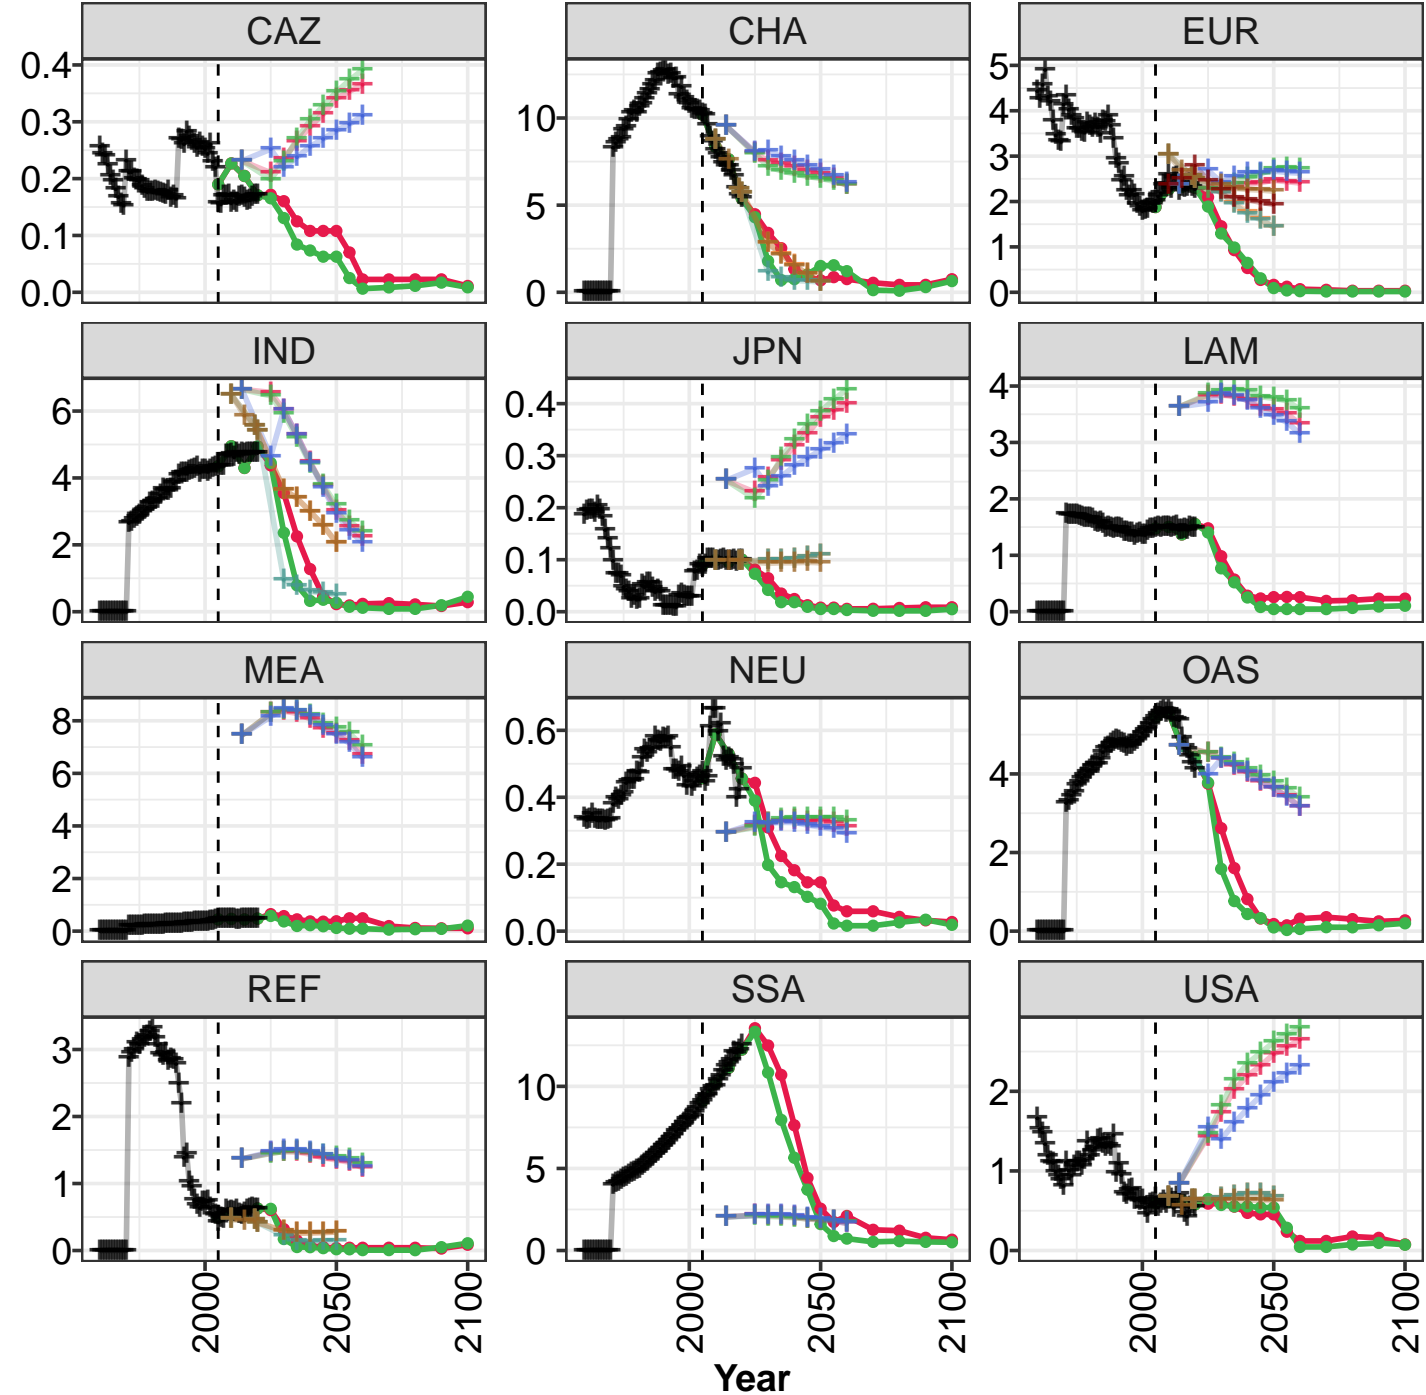 CAZ CHA EUR
0.4 0.3 0.2 0.1 0.0
10 5 0
5 4 3 2 1 0
IND JPN LAM
6 4 2 0
0.4 0.3 0.2 0.1 0.0
4 3 2 1 0
MEA NEU OAS
8 6 4 2 0
0.6 0.4 0.2 0.0
4 2 0
REF SSA USA
3 2 1 0
10 5 0
2 1 0
2000 2050 2100 2000 2050 2100 2000 2050 2100
Year